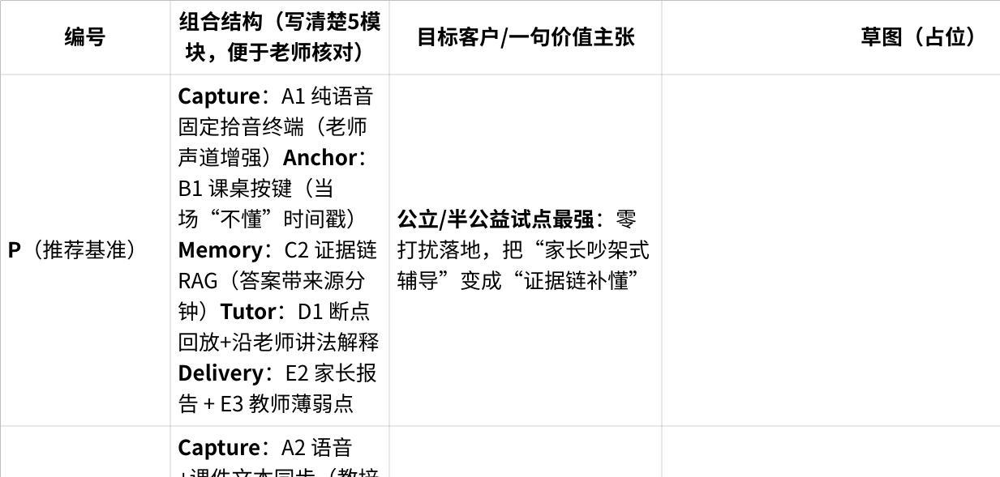 编号
组合结构（写清楚5模
块，便于老师核对）
目标客户/一句价值主张
草图（占位）
P（推荐基准）
Capture：A1 纯语音
固定拾音终端（老师
声道增强）Anchor：
B1 课桌按键（当
场“不懂”时间戳）
Memory：C2 证据链
RAG（答案带来源分
钟）Tutor：D1 断点
回放+沿老师讲法解释
Delivery：E2 家长报
告 + E3 教师薄弱点
公立/半公益试点最强：零
打扰落地，把“家长吵架式
辅导”变成“证据链补懂”
Capture：A2 语音
+课件文本同步（教培